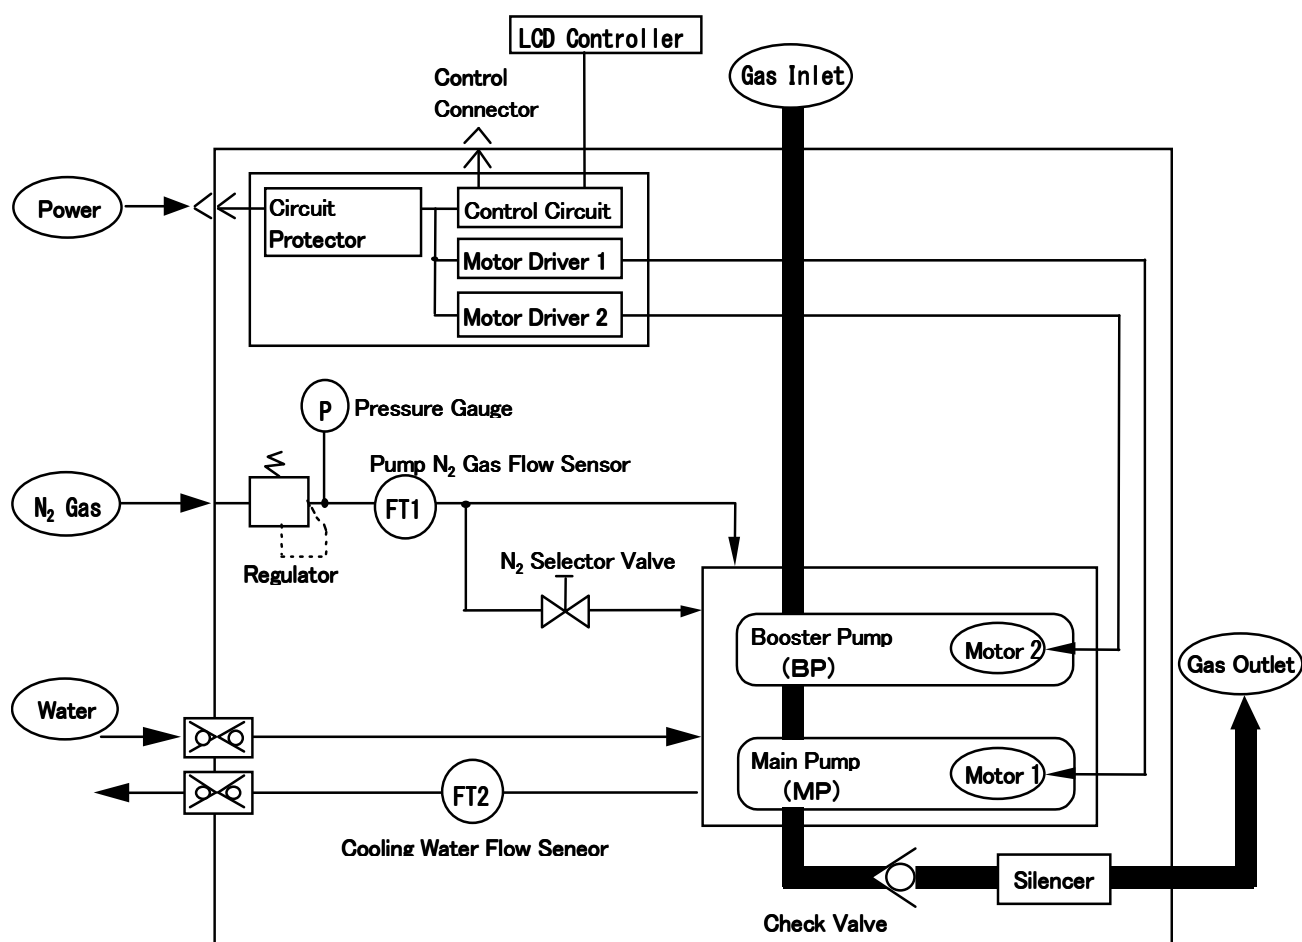 LCD Controller
Control
Connector
Gas Inlet
Power
Circuit
Protector
Control Circuit
Motor Driver 1
Motor Driver 2
P
Pressure Gauge
Pump N₂ Gas Flow Sensor
N₂ Gas
FT1
Regulator
N₂ Selector Valve
Booster Pump
(BP)
Motor 2
Gas Outlet
Water
Main Pump
(MP)
Motor 1
FT2
Cooling Water Flow Seneor
Silencer
Check Valve